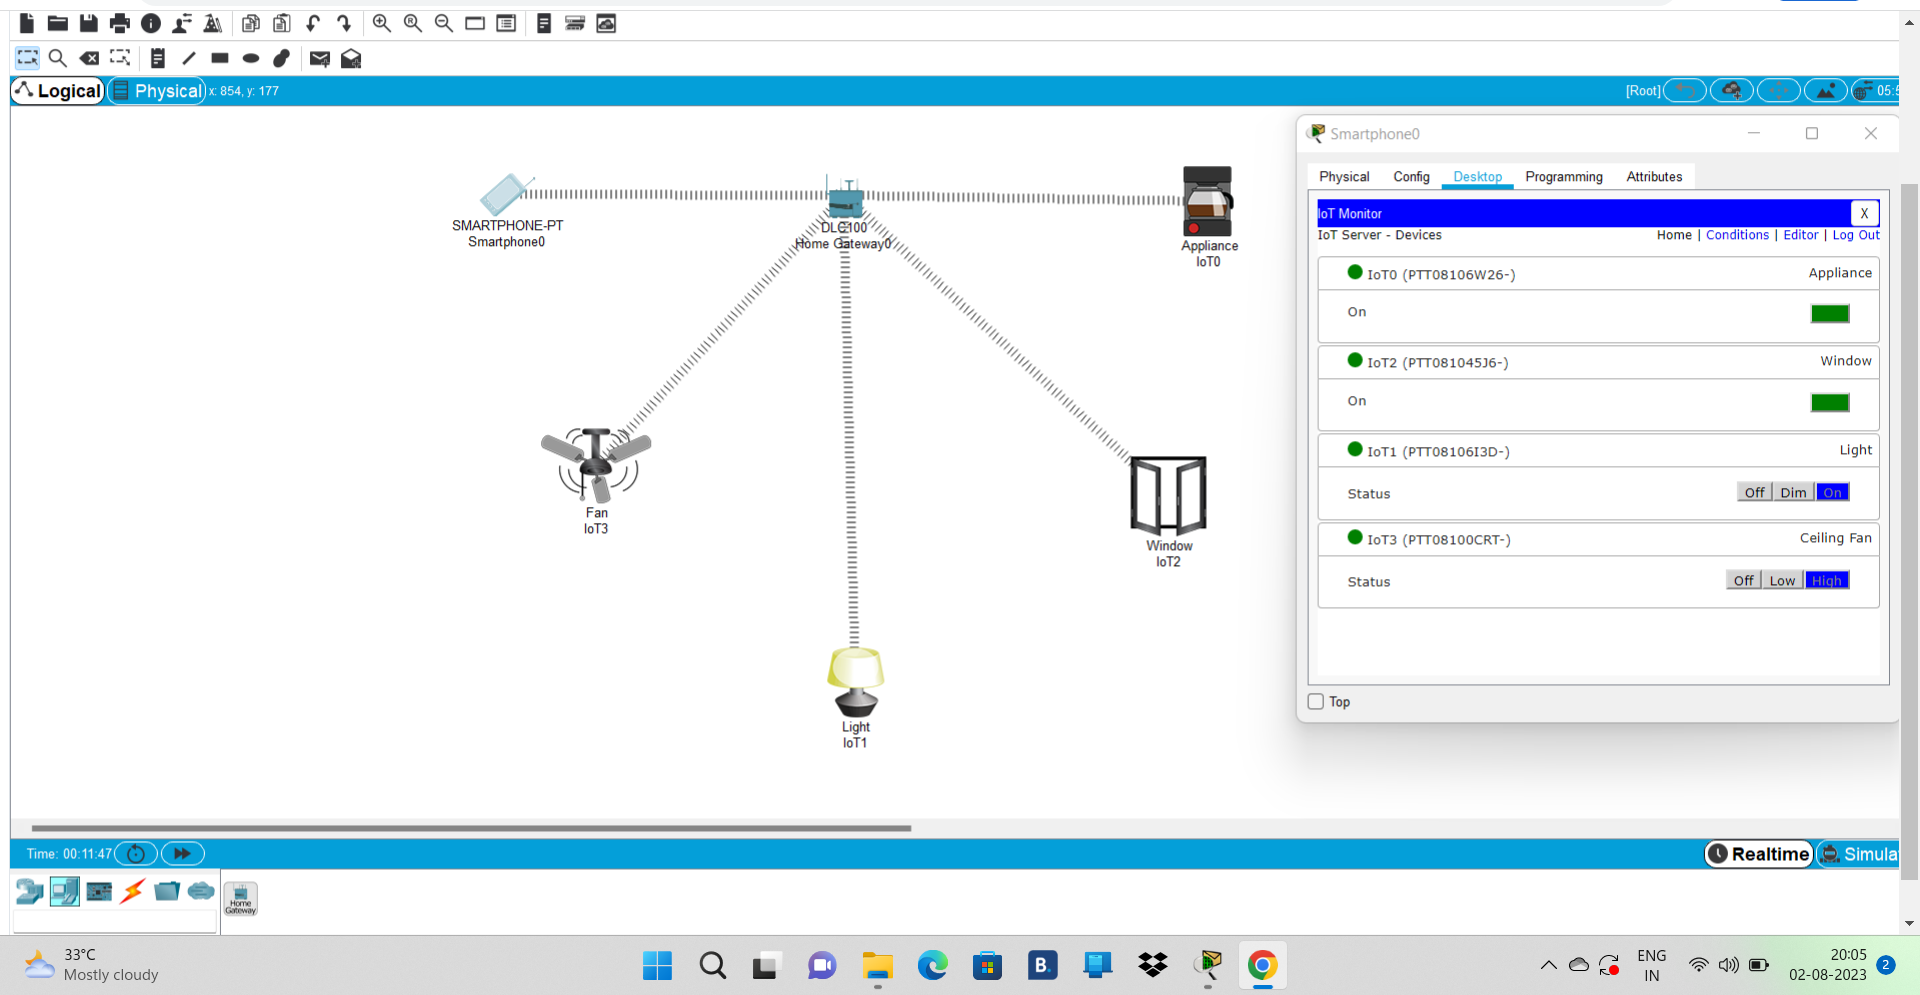 Logical Physical x: 854, y: 177 [Root] 05:5
SMARTPHONE-PT
Smartphone0
DLC100
Home Gateway0
Appliance
IoT0
Fan
IoT3
Window
IoT2
Light
IoT1
Smartphone0
Physical Config Desktop Programming Attributes
IoT Monitor X
IoT Server - Devices Home | Conditions | Editor | Log Out
IoT0 (PTT08106W26-) Appliance
On
IoT2 (PTT081045J6-) Window
On
IoT1 (PTT08106I3D-) Light
Status Off Dim On
IoT3 (PTT08100CRT-) Ceiling Fan
Status Off Low High
Top
Time: 00:11:47 Realtime Simula
Home
Gateway
33°C
Mostly cloudy
B.
ENG
IN
20:05
02-08-2023
2